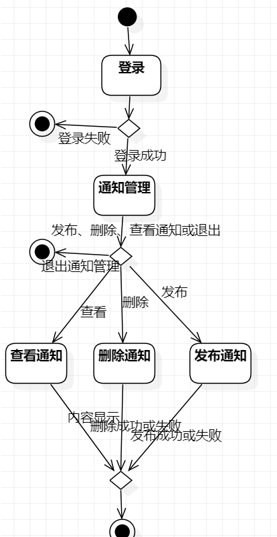 登录
登录失败
登录成功
通知管理
发布、删除、查看通知或退出
退出通知管理
查看
删除
发布
查看通知
删除通知
发布通知
内容显示
删除成功或失败
发布成功或失败